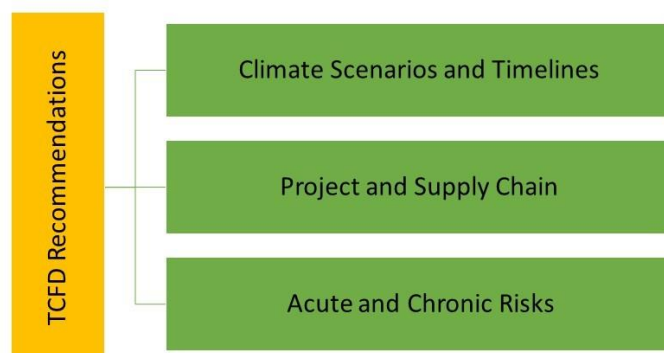 TCFD Recommendations
Climate Scenarios and Timelines
Project and Supply Chain
Acute and Chronic Risks